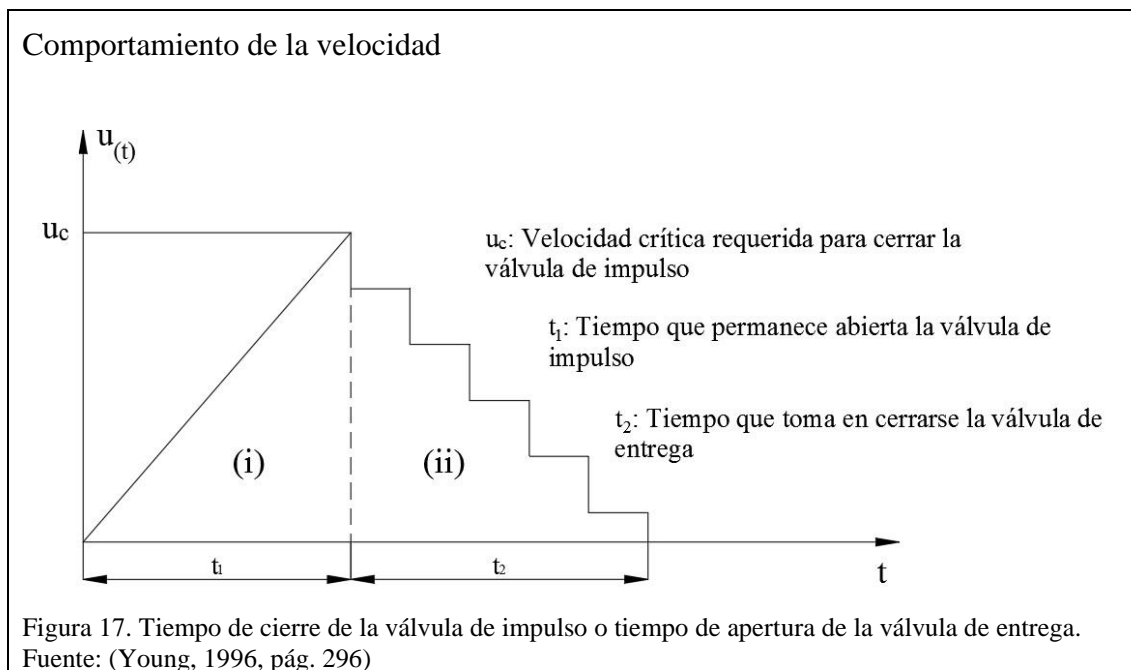 Comportamiento de la velocidad
u(t)
uc
uc: Velocidad crítica requerida para cerrar la
válvula de impulso
t1: Tiempo que permanece abierta la válvula de
impulso
t2: Tiempo que toma en cerrarse la válvula de
entrega
(i)
(ii)
t1
t2
t
Figura 17. Tiempo de cierre de la válvula de impulso o tiempo de apertura de la válvula de entrega.
Fuente: (Young, 1996, pág. 296)